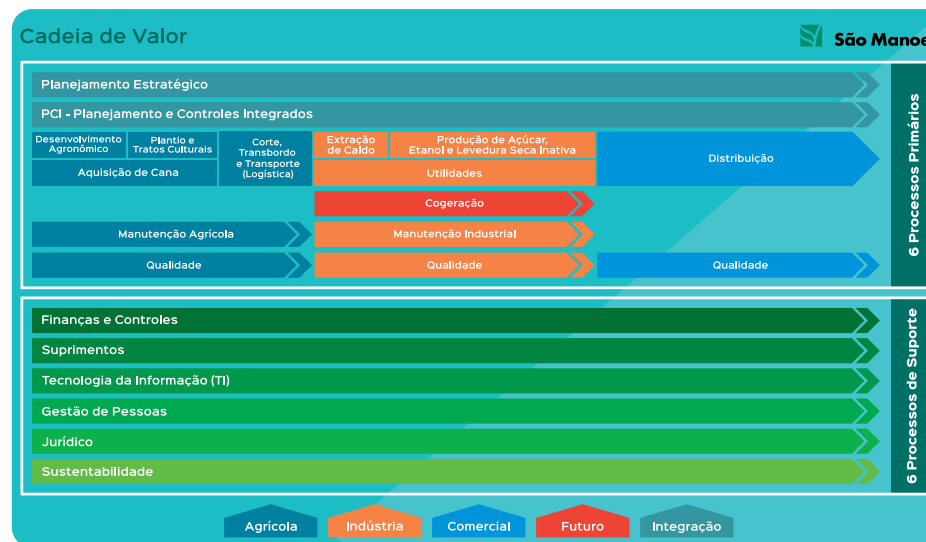 Cadeia de Valor
São Manoe
Planejamento Estratégico
PCI - Planejamento e Controles Integrados
Desenvolvimento
Agronômico
Plantio e
Tratos Culturais
Corte,
Transbordo
e Transporte
(Logística)
Extração
de Caldo
Produção de Açúcar,
Etanol e Levedura Seca Inativa
Distribuição
Aquisição de Cana
Utilidades
Cogeração
Manutenção Agrícola
Manutenção Industrial
Qualidade
Qualidade
Qualidade
6 Processos Primários
Finanças e Controles
Suprimentos
Tecnologia da Informação (TI)
Gestão de Pessoas
Jurídico
Sustentabilidade
6 Processos de Suporte
Agrícola
Indústria
Comercial
Futuro
Integração